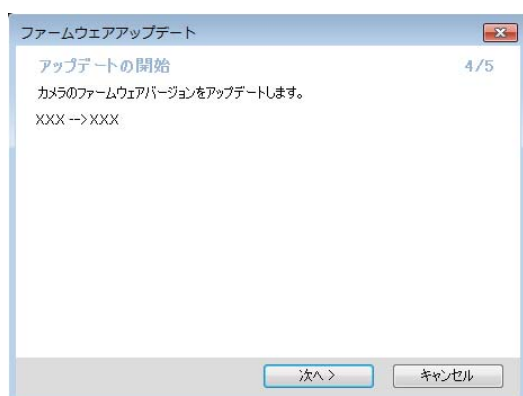 ファームウエアアップデート
アップデートの開始 4/5
カメラのファームウェアバージョンをアップデートします。
XXX -->XXX
次へ >
キャンセル